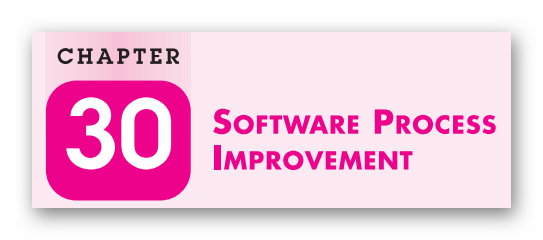 CHAPTER
30
SOFTWARE PROCESS
IMPROVEMENT